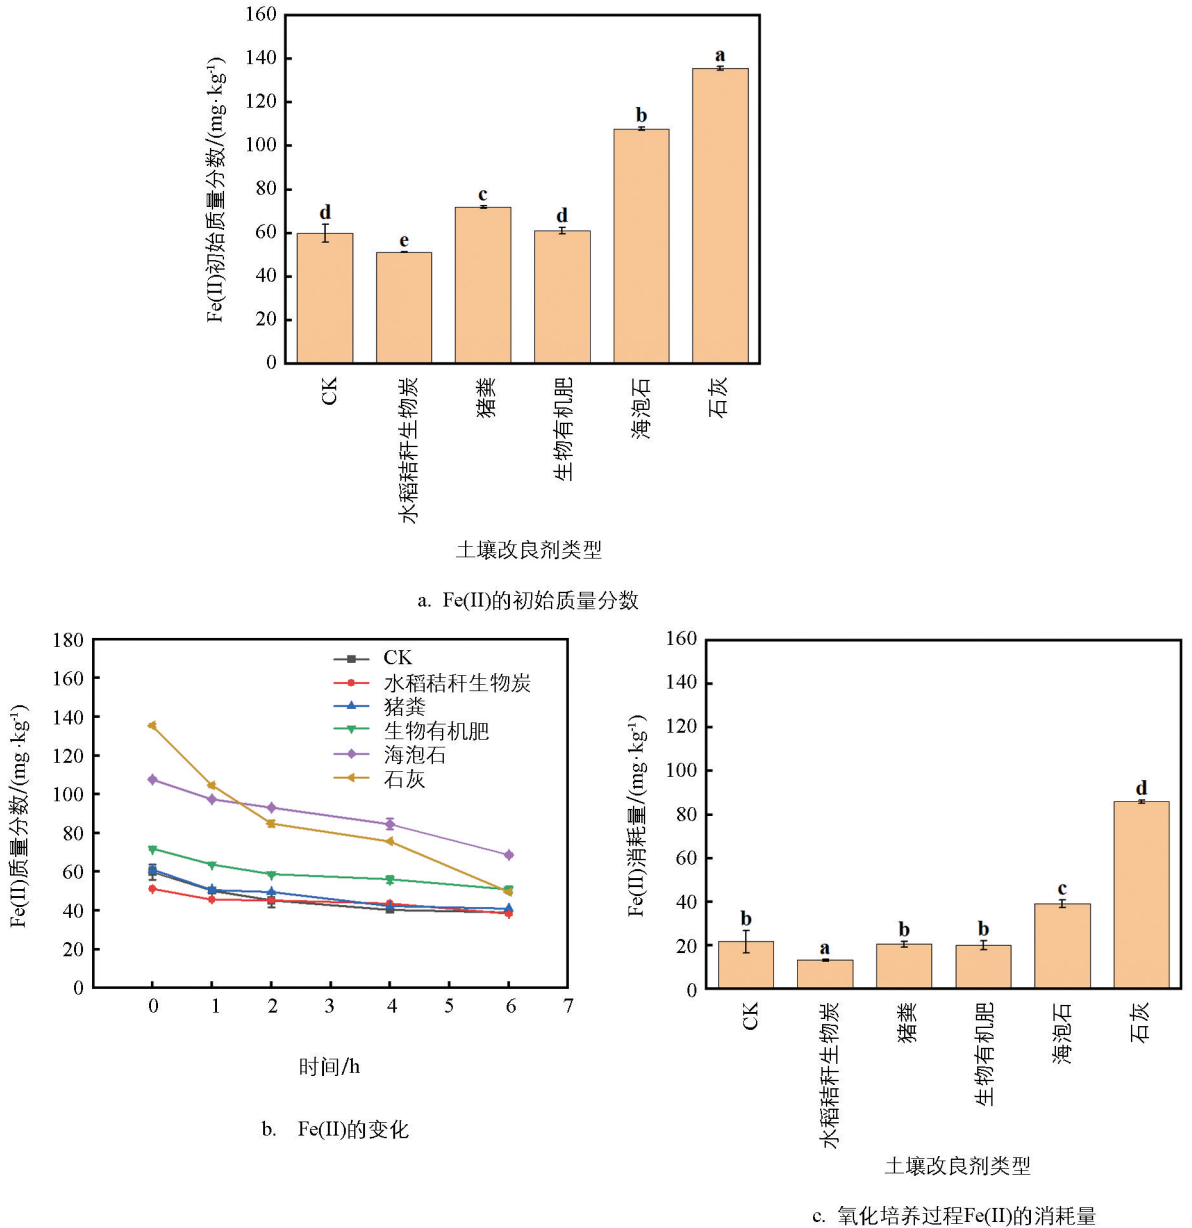 160
140
120
100
80
60
40
20
0
Fe(II)初始质量分数/(mg·kg⁻¹)
d
e
c
d
b
a
CK
水稻秸秆生物炭
猪粪
生物有机肥
海泡石
石灰
土壤改良剂类型
a. Fe(II)的初始质量分数
180
160
140
120
100
80
60
40
20
0
Fe(II)质量分数/(mg·kg⁻¹)
CK
水稻秸秆生物炭
猪粪
生物有机肥
海泡石
石灰
0 1 2 3 4 5 6 7
时间/h
b. Fe(II)的变化
160
140
120
100
80
60
40
20
0
Fe(II)消耗量/(mg·kg⁻¹)
b
a
b
b
c
d
CK
水稻秸秆生物炭
猪粪
生物有机肥
海泡石
石灰
土壤改良剂类型
c. 氧化培养过程Fe(II)的消耗量